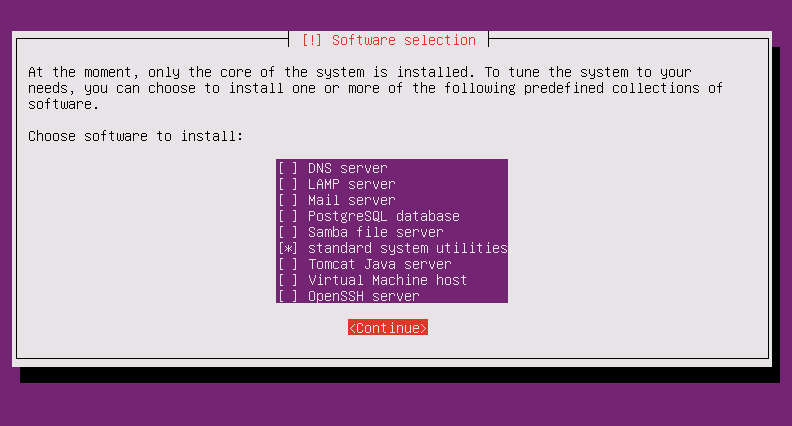 [!] Software selection
At the moment, only the core of the system is installed. To tune the system to your
needs, you can choose to install one or more of the following predefined collections of
software.
Choose software to install:
[ ] DNS server
[ ] LAMP server
[ ] Mail server
[ ] PostgreSQL database
[ ] Samba file server
[*] standard system utilities
[ ] Tomcat Java server
[ ] Virtual Machine host
[ ] OpenSSH server
<Continue>